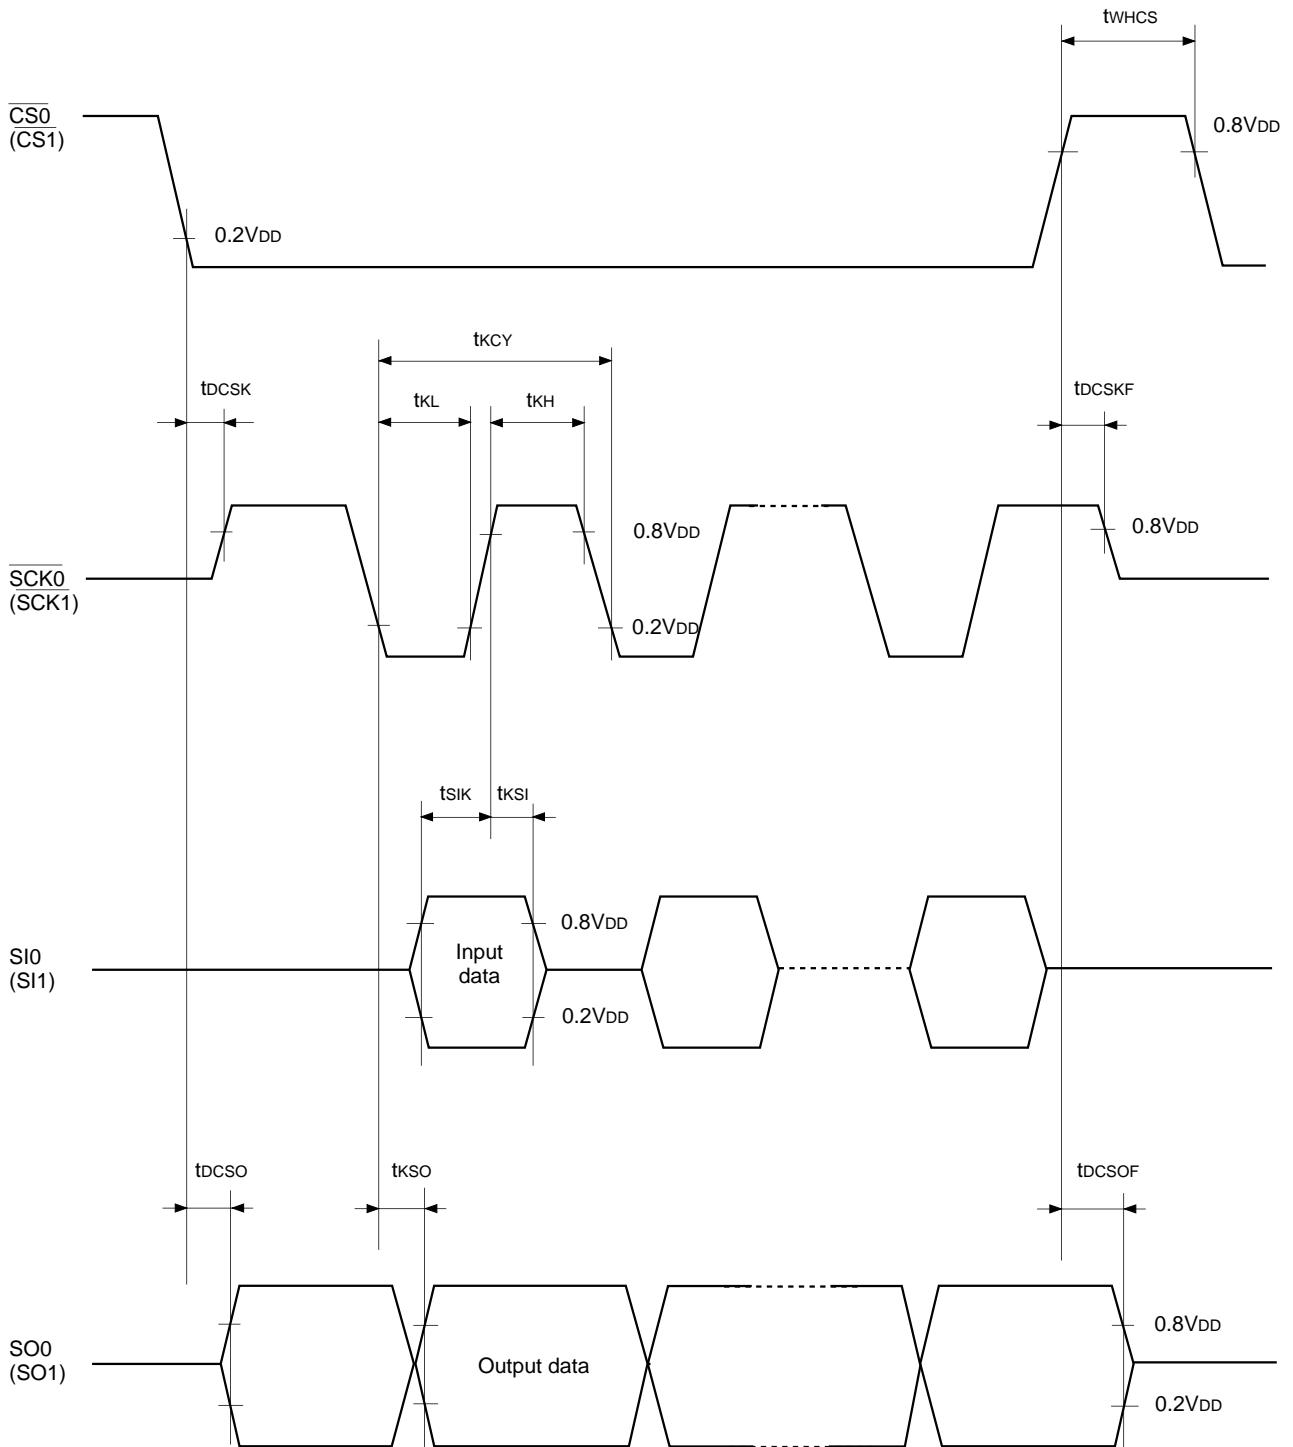 tWHCS
CS0
(CS1)
0.8VDD
0.2VDD
tKCY
tDCSK
tKL
tKH
tDCSKF
0.8VDD
0.8VDD
SCK0
(SCK1)
0.2VDD
tSIK
tKSI
0.8VDD
SI0
(SI1)
Input
data
0.2VDD
tDCSO
tKSO
tDCSOF
0.8VDD
SO0
(SO1)
Output data
0.2VDD